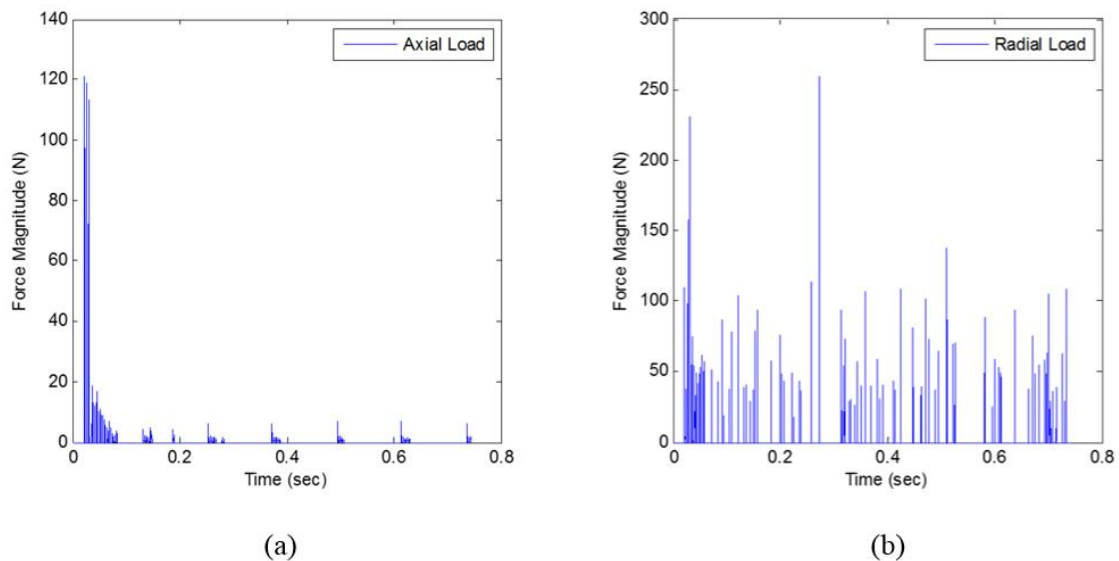 140
120
100
80
60
40
20
0
Force Magnitude (N)
Axial Load
0 0.2 0.4 0.6 0.8
Time (sec)
(a)
300
250
200
150
100
50
0
Force Magnitude (N)
Radial Load
0 0.2 0.4 0.6 0.8
Time (sec)
(b)